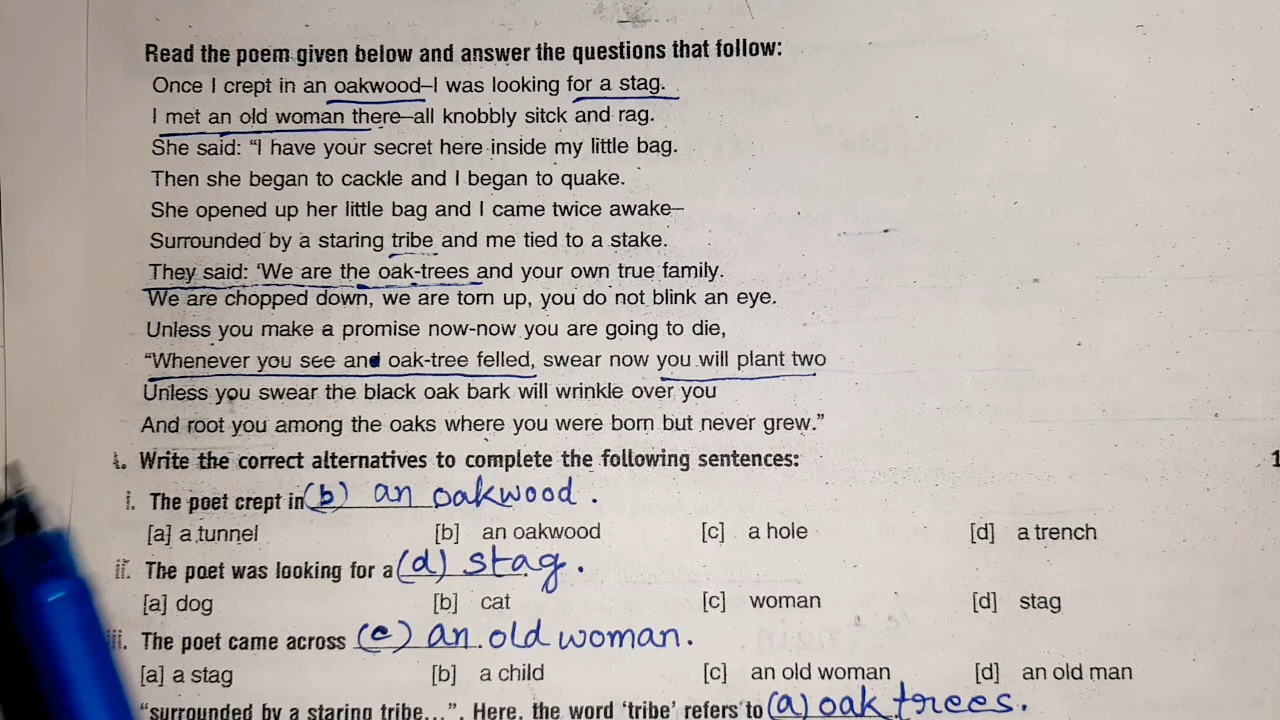 Read the poem given below and answer the questions that follow:
Once I crept in an oakwood–I was looking for a stag.
I met an old woman there–all knobbly sitck and rag.
She said: “I have your secret here inside my little bag.
Then she began to cackle and I began to quake.
She opened up her little bag and I came twice awake–
Surrounded by a staring tribe and me tied to a stake.
They said: ‘We are the oak-trees and your own true family.
We are chopped down, we are torn up, you do not blink an eye.
Unless you make a promise now-now you are going to die,
“Whenever you see and oak-tree felled, swear now you will plant two
Unless you swear the black oak bark will wrinkle over you
And root you among the oaks where you were born but never grew.”
Write the correct alternatives to complete the following sentences: 1
i. The poet crept in (b) an oakwood.
[a] a tunnel [b] an oakwood [c] a hole [d] a trench
ii. The poet was looking for a (d) stag.
[a] dog [b] cat [c] woman [d] stag
iii. The poet came across (c) an old woman.
[a] a stag [b] a child [c] an old woman [d] an old man
“surrounded by a staring tribe...”. Here, the word ‘tribe’ refers to (a) oak trees.